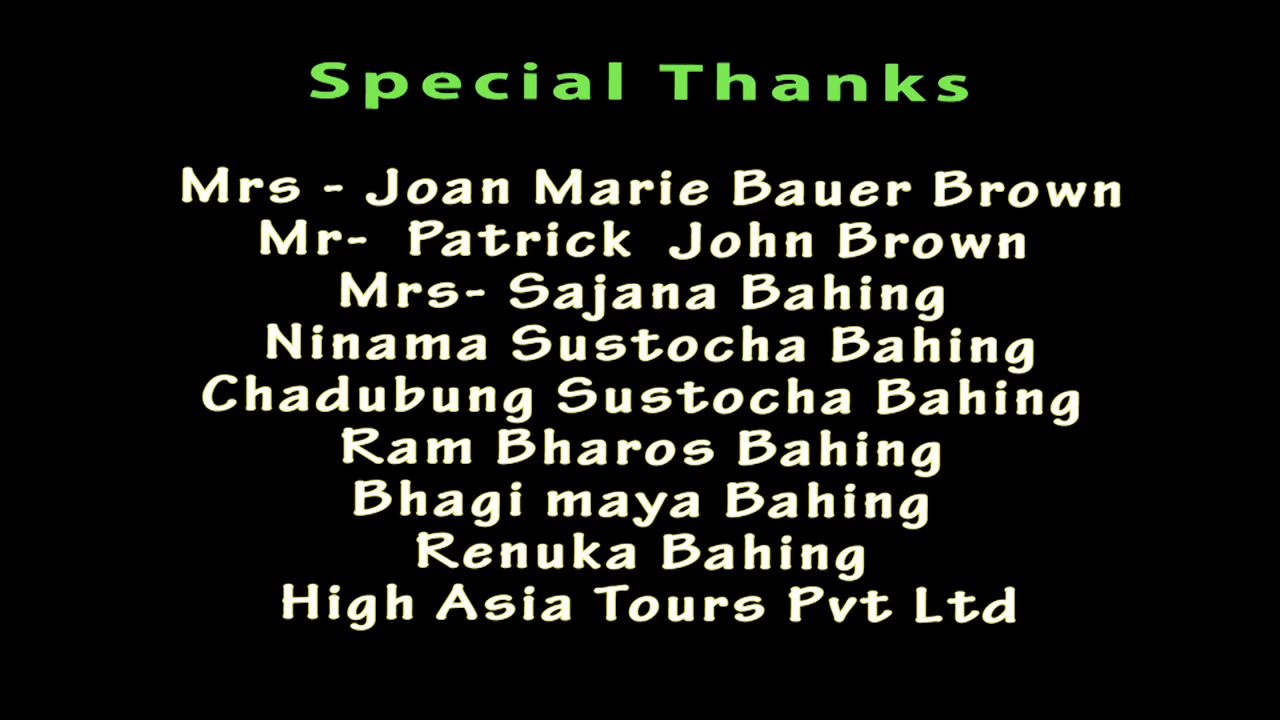 Special Thanks
Mrs - Joan Marie Bauer Brown
Mr- Patrick John Brown
Mrs- Sajana Bahing
Ninama Sustocha Bahing
Chadubung Sustocha Bahing
Ram Bharos Bahing
Bhagi maya Bahing
Renuka Bahing
High Asia Tours Pvt Ltd